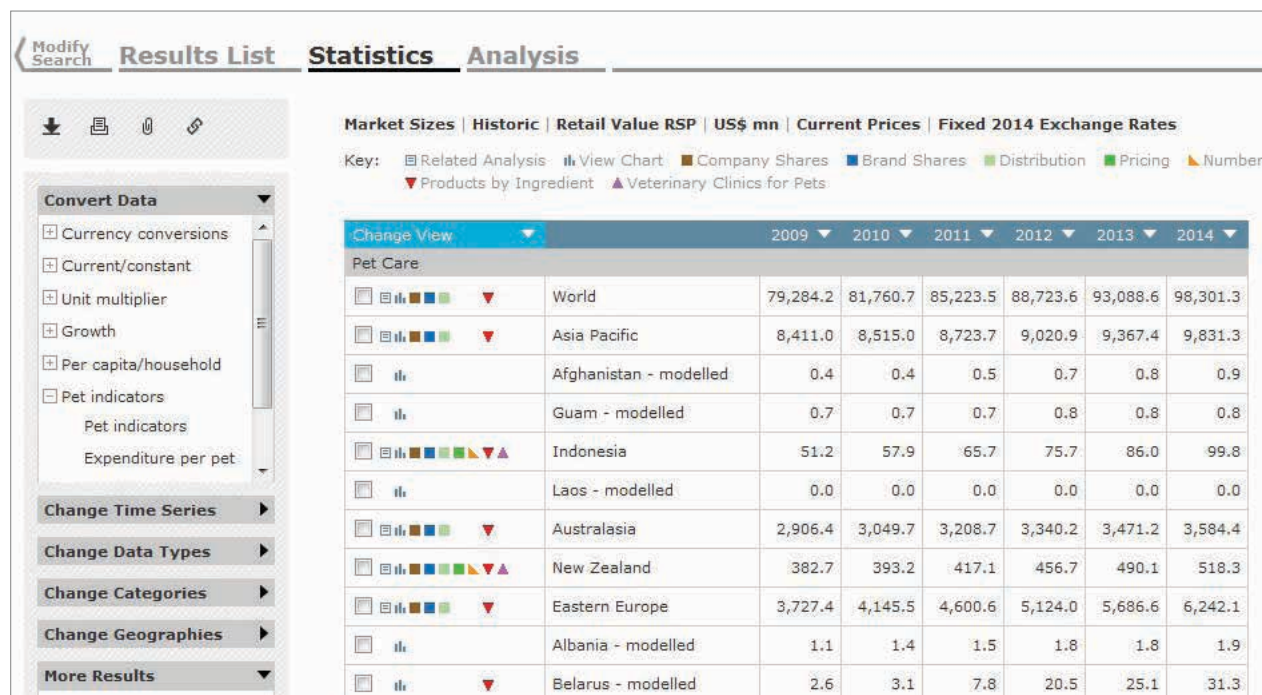 Modify
Search
Results List
Statistics
Analysis
Market Sizes | Historic | Retail Value RSP | US$ mn | Current Prices | Fixed 2014 Exchange Rates
Key: Related Analysis View Chart Company Shares Brand Shares Distribution Pricing Number
Products by Ingredient Veterinary Clinics for Pets
Convert Data
Currency conversions
Current/constant
Unit multiplier
Growth
Per capita/household
Pet indicators
Pet indicators
Expenditure per pet
Change Time Series
Change Data Types
Change Categories
Change Geographies
More Results
Change View 2009 2010 2011 2012 2013 2014
Pet Care
World 79,284.2 81,760.7 85,223.5 88,723.6 93,088.6 98,301.3
Asia Pacific 8,411.0 8,515.0 8,723.7 9,020.9 9,367.4 9,831.3
Afghanistan - modelled 0.4 0.4 0.5 0.7 0.8 0.9
Guam - modelled 0.7 0.7 0.7 0.8 0.8 0.8
Indonesia 51.2 57.9 65.7 75.7 86.0 99.8
Laos - modelled 0.0 0.0 0.0 0.0 0.0 0.0
Australasia 2,906.4 3,049.7 3,208.7 3,340.2 3,471.2 3,584.4
New Zealand 382.7 393.2 417.1 456.7 490.1 518.3
Eastern Europe 3,727.4 4,145.5 4,600.6 5,124.0 5,686.6 6,242.1
Albania - modelled 1.1 1.4 1.5 1.8 1.8 1.9
Belarus - modelled 2.6 3.1 7.8 20.5 25.1 31.3